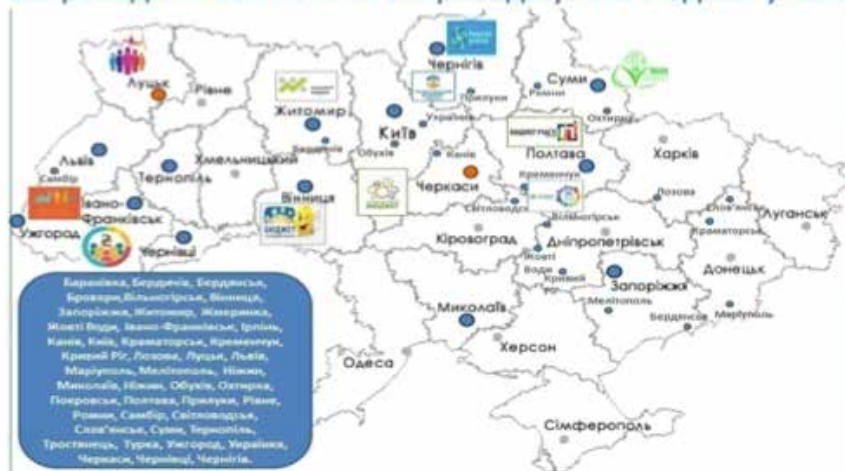 Чернігів
Луцьк
Рівне
Суми
Ромни
Прилуки
Житомир
Київ
Українка
Охтирка
Бердичів
Обухів
Канів
Полтава
Харків
Львів
Самбір
Тернопіль
Хмельницький
Вінниця
БЮДЖЕТ
Черкаси
Кременчук
Лозова
Івано-
Франківськ
Світловодск
Вільногірськ
Слов'янськ
Луганськ
Ужгород
Чернівці
БЮДЖЕТ
Кіровоград
Дніпропетрівськ
Краматорськ
Жовті
Води
Кривий
Запоріжжя
Донецьк
Миколаїв
Мелітополь
Бердянськ
Маріуполь
Одеса
Херсон
Сімферополь
Баранівка, Бердичів, Бердянськ,
Бровари,Вільногірськ, Вінниця,
Запоріжжя, Житомир, Жмеринка,
Жовті Води, Івано-Франківськ, Ірпінь,
Канів, Київ, Краматорськ, Кременчук,
Кривий Ріг, Лозова, Луцьк, Львів,
Маріуполь, Мелітополь, Ніжин,
Миколаїв, Ніжин, Обухів, Охтирка,
Покровськ, Полтава, Прилуки, Рівне,
Ромни, Самбір, Світловодськ,
Слов'янськ, Суми, Тернопіль,
Тростянець, Турка, Ужгород, Українка,
Черкаси, Чернівці, Чернігів.